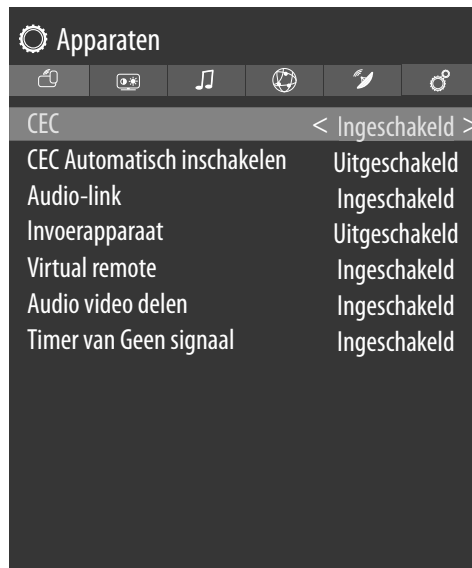 Apparaten
CEC < Ingeschakeld >
CEC Automatisch inschakelen Uitgeschakeld
Audio-link Ingeschakeld
Invoerapparaat Uitgeschakeld
Virtual remote Ingeschakeld
Audio video delen Ingeschakeld
Timer van Geen signaal Ingeschakeld